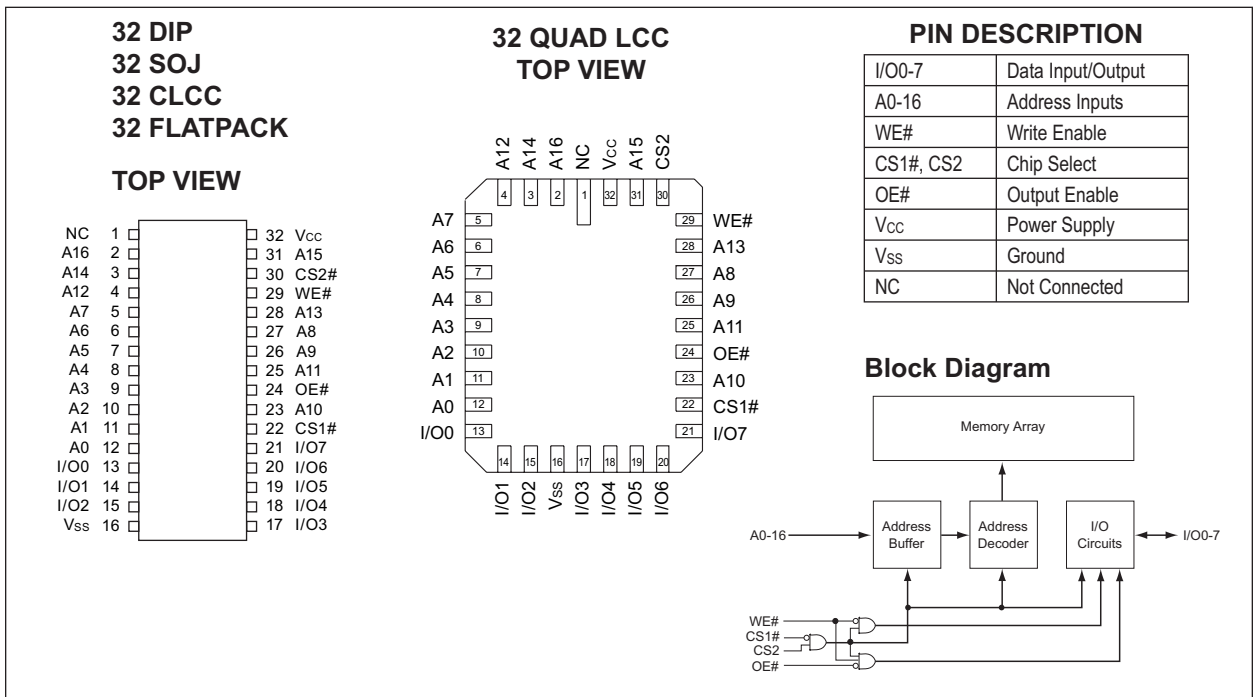 32 DIP
32 SOJ
32 CLCC
32 FLATPACK
TOP VIEW
NC 1
A16 2
A14 3
A12 4
A7 5
A6 6
A5 7
A4 8
A3 9
A2 10
A1 11
A0 12
I/O0 13
I/O1 14
I/O2 15
Vss 16
32 Vcc
31 A15
30 CS2#
29 WE#
28 A13
27 A8
26 A9
25 A11
24 OE#
23 A10
22 CS1#
21 I/O7
20 I/O6
19 I/O5
18 I/O4
17 I/O3
32 QUAD LCC
TOP VIEW
A12 A14 A16 NC Vcc A15 CS2
4 3 2 1 32 31 30
A7 5
A6 6
A5 7
A4 8
A3 9
A2 10
A1 11
A0 12
I/O0 13
29 WE#
28 A13
27 A8
26 A9
25 A11
24 OE#
23 A10
22 CS1#
21 I/O7
14 15 16 17 18 19 20
I/O1 I/O2 Vss I/O3 I/O4 I/O5 I/O6
PIN DESCRIPTION
I/O0-7 Data Input/Output
A0-16 Address Inputs
WE# Write Enable
CS1#, CS2 Chip Select
OE# Output Enable
Vcc Power Supply
Vss Ground
NC Not Connected
Block Diagram
Memory Array
A0-16
Address
Buffer
Address
Decoder
I/O
Circuits
I/O0-7
WE#
CS1#
CS2
OE#